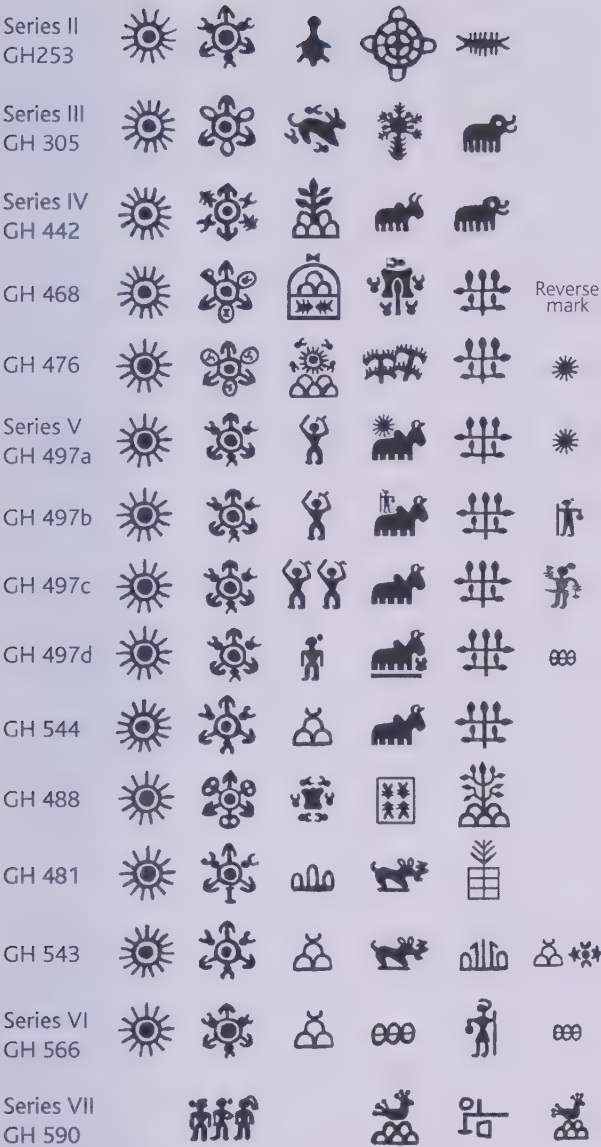 Series II
GH253
Series III
GH 305
Series IV
GH 442
GH 468
Reverse
mark
GH 476
Series V
GH 497a
GH 497b
GH 497c
GH 497d
GH 544
GH 488
GH 481
GH 543
Series VI
GH 566
Series VII
GH 590